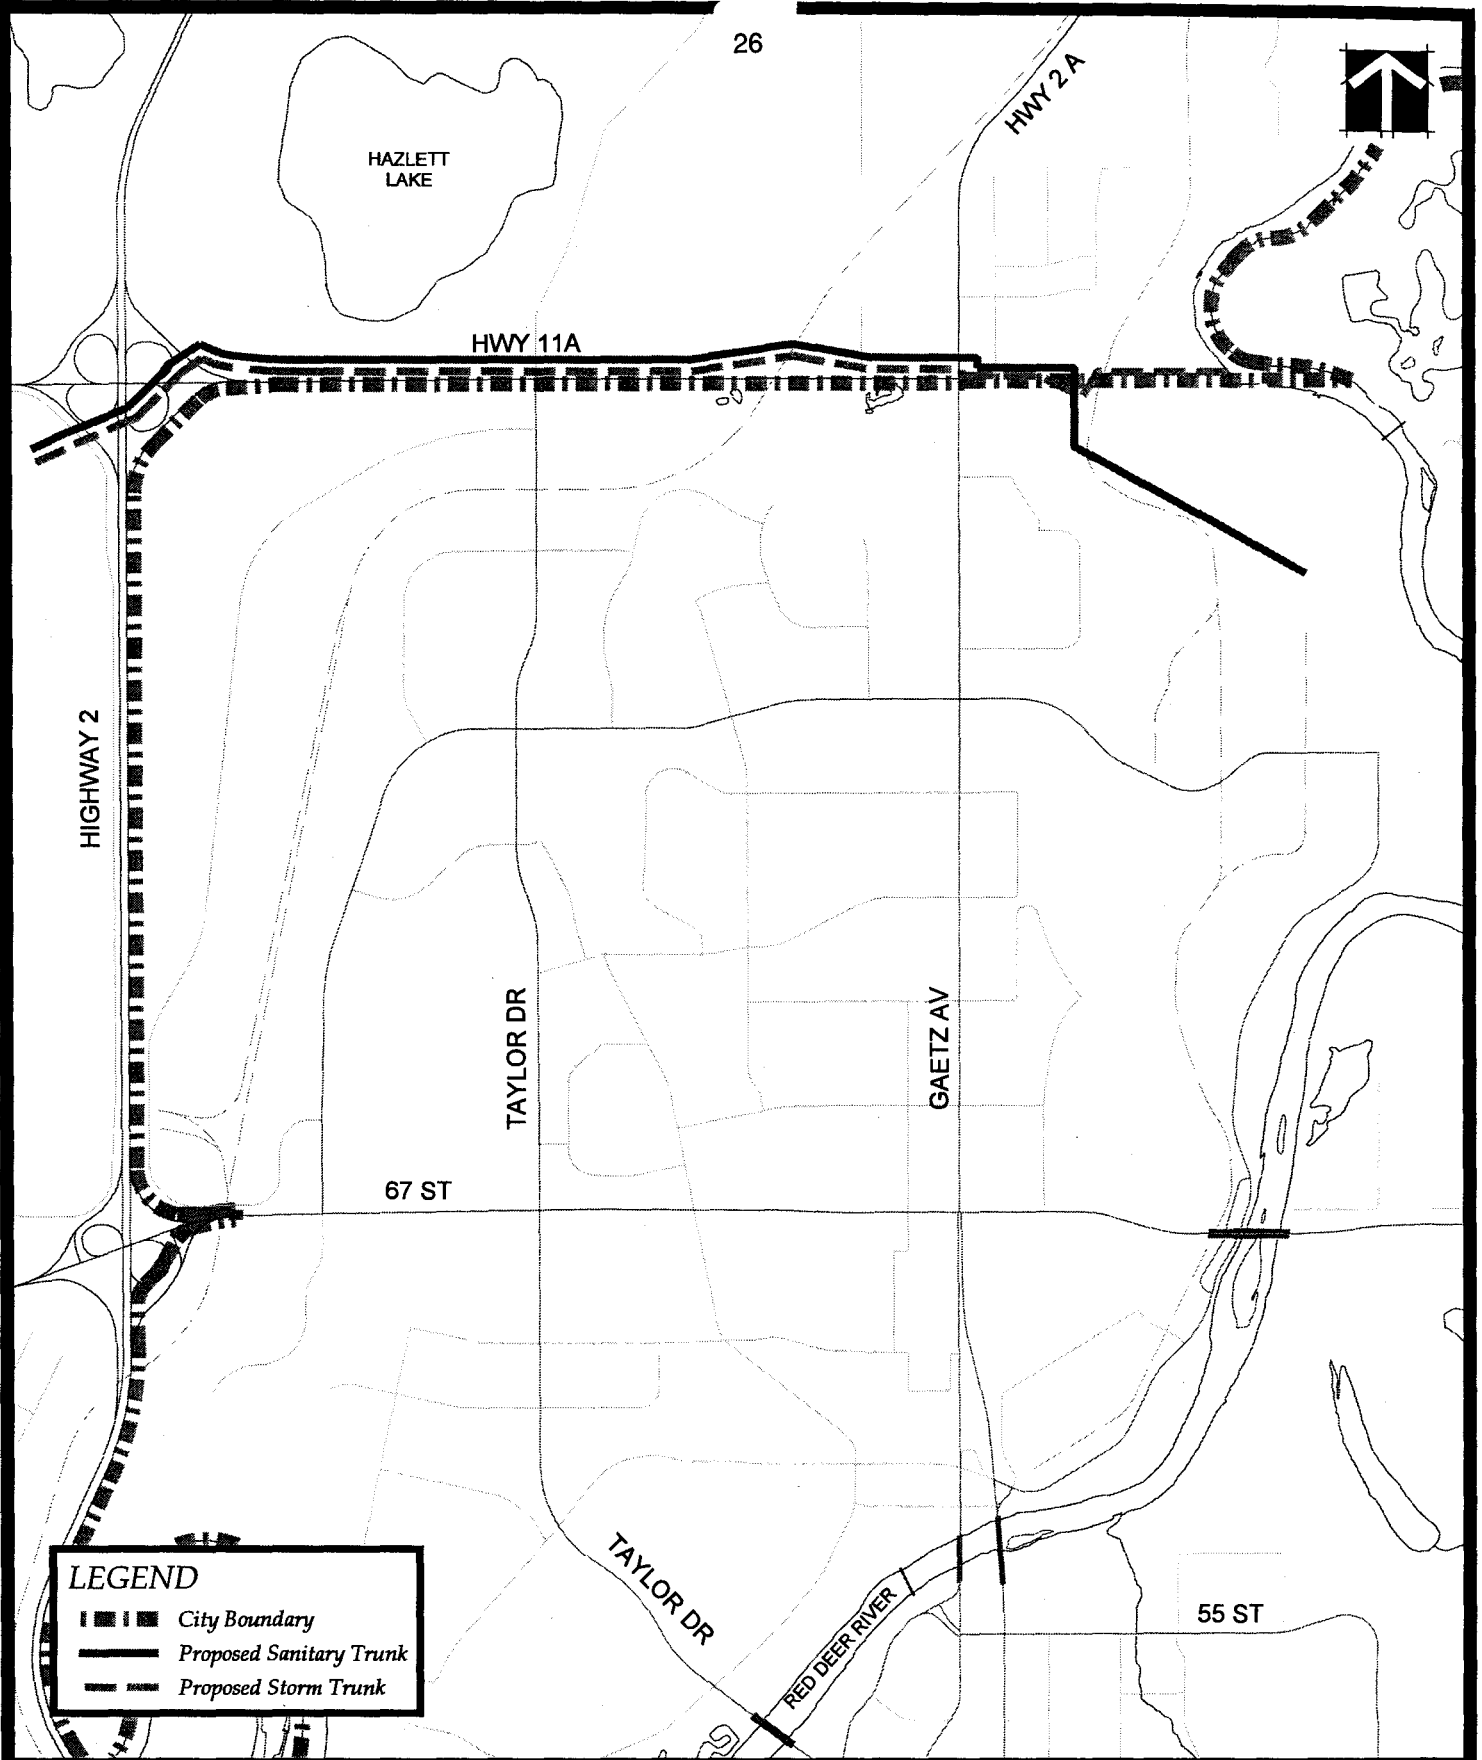 26
HWY 2 A
HAZLETT
LAKE
HWY 11A
HIGHWAY 2
TAYLOR DR
GAETZ AV
67 ST
TAYLOR DR
RED DEER RIVER
55 ST
LEGEND
City Boundary
Proposed Sanitary Trunk
Proposed Storm Trunk